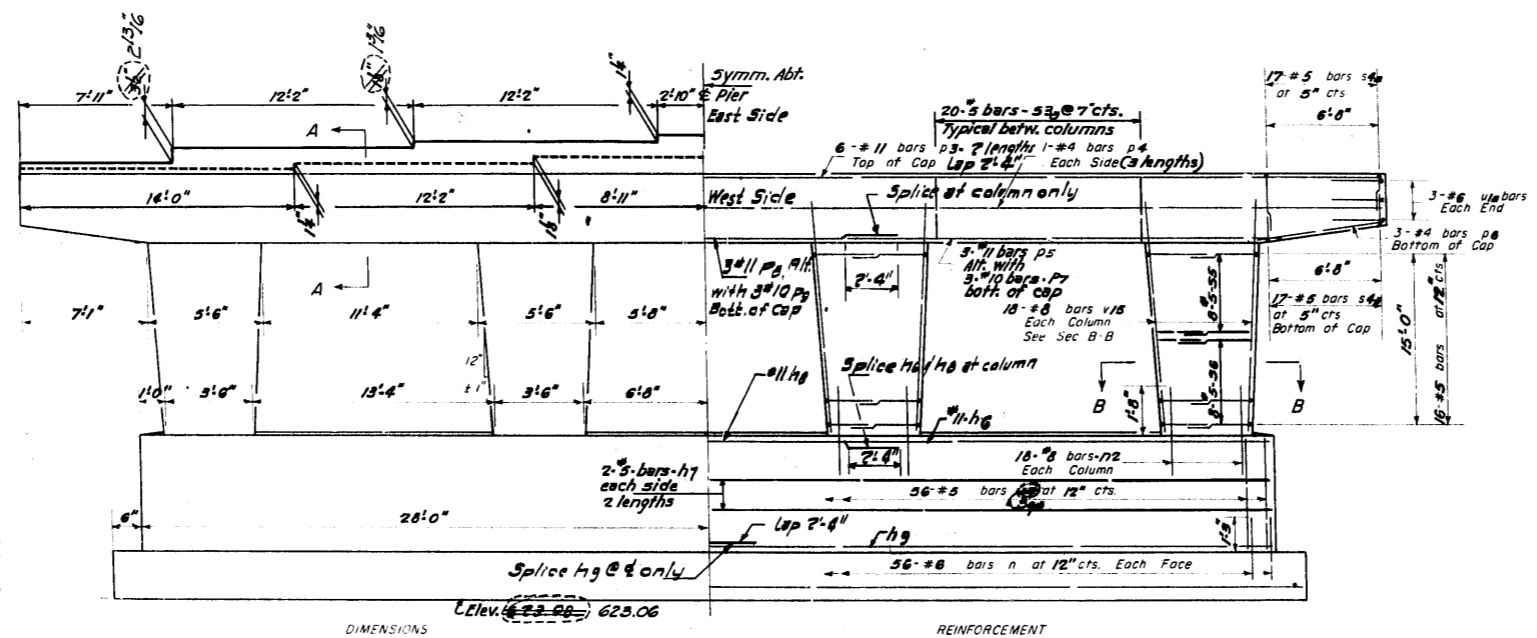 2 13/16
1 3/16
1 1/4"
7'-11"
12'-2"
12'-2"
2'-10"
Symm. Abt.
℄ Pier
East Side
A
17-#5 bars
at 5" cts
6'-8"
20-#5 bars-S3 @ 7" cts.
Typical betw. columns
6-#11 bars p3-2 lengths
Top of Cap Lap 2'-4"
1-#4 bars p4
Each Side (3 lengths)
14'-0"
12'-2"
8'-11"
West Side
Splice at column only
3-#6 bars
Each End
3-#4 bars p6
Bottom of Cap
3 #11 p8, Alt.
with 3 #10 p9
Bott. of Cap
2'-4"
3-#11 bars p5
Alt. with
3-#10 bars-P7
bott. of cap
18-#8 bars v15
Each Column
See Sec B-B
6'-8"
17-#5 bars
at 5" cts
Bottom of Cap
A
7'-1"
5'-6"
11'-4"
5'-6"
5'-8"
8-#5-S5
15'-0"
16-#5 bars at 12" cts
12"
±1"
#11 h8
Splice h6/h8 at column
8-#5-S6
B
B
1'-0"
3'-9"
13'-4"
3'-6"
6'-8"
1'-8"
#11-h6
2'-4"
18-#8 bars-n2
Each Column
2-#5-bars-h7
each side
2 lengths
56-#5 bars at 12" cts.
6"
28'-0"
Lap 2'-4"
h9
1'-9"
Splice h9 @ ℄ only
56-#8 bars n at 12" cts. Each Face
Elev. 623.06
DIMENSIONS
REINFORCEMENT